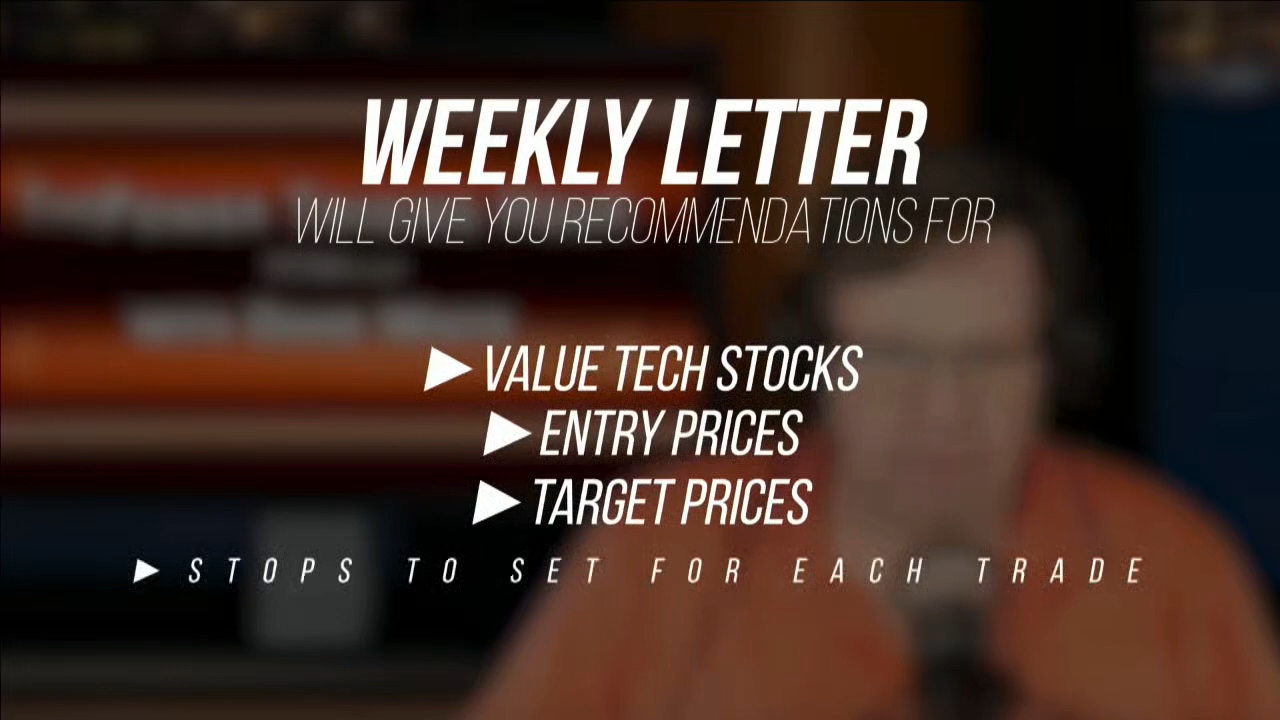 WEEKLY LETTER
WILL GIVE YOU RECOMMENDATIONS FOR
▶ VALUE TECH STOCKS
▶ ENTRY PRICES
▶ TARGET PRICES
▶ STOPS TO SET FOR EACH TRADE